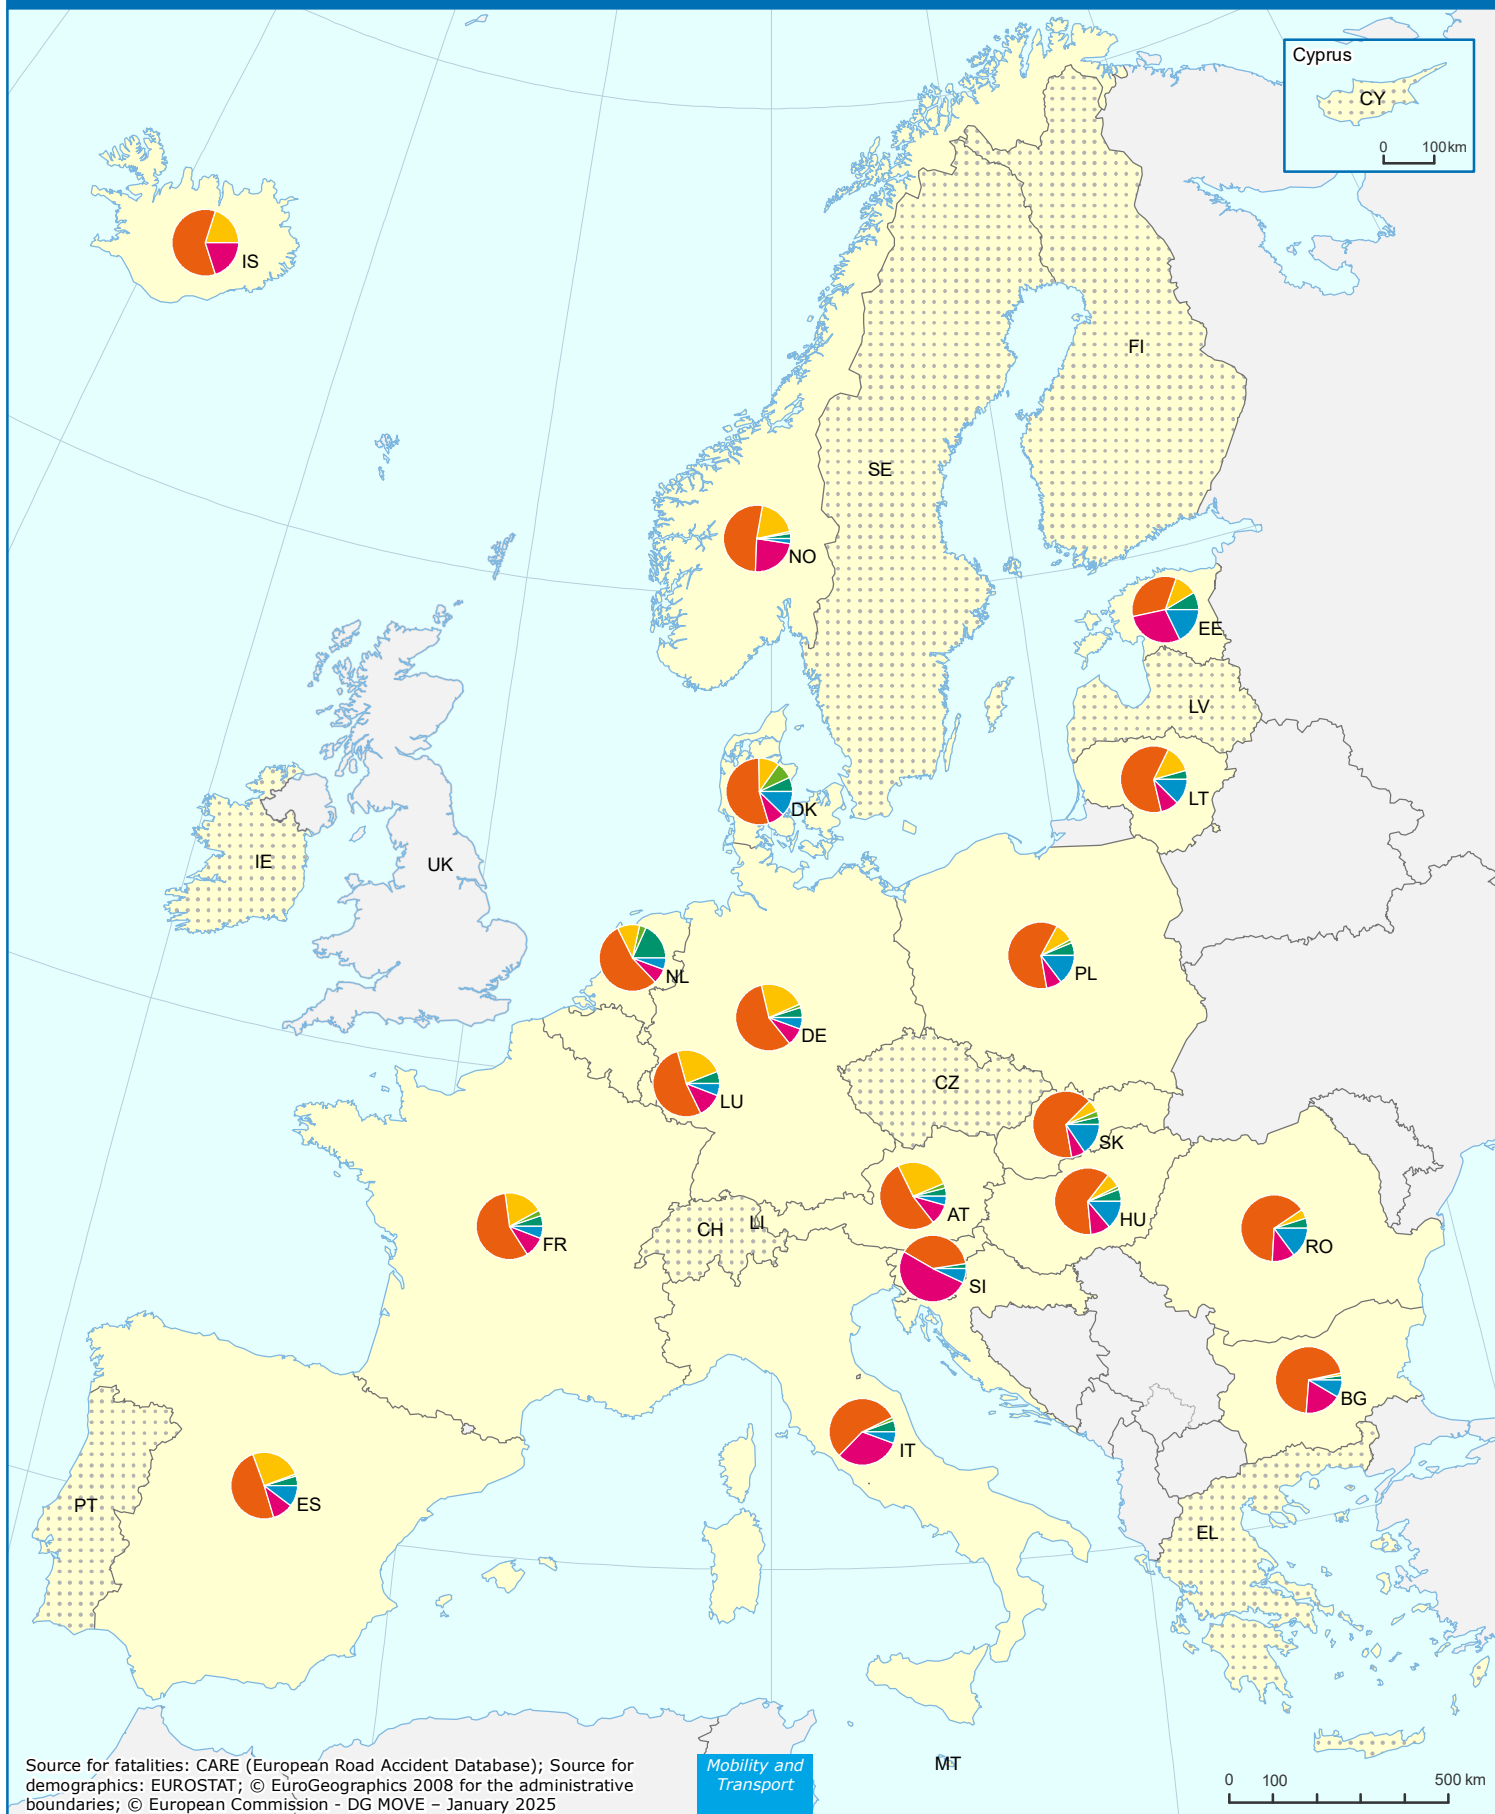 Cyprus
CY
0 100km
IS
FI
SE
NO
EE
LV
LT
DK
IE
UK
NL
PL
DE
CZ
LU
SK
AT
HU
FR
CH
LI
RO
SI
BG
IT
ES
PT
EL
MT
Source for fatalities: CARE (European Road Accident Database); Source for
demographics: EUROSTAT; © EuroGeographics 2008 for the administrative
boundaries; © European Commission - DG MOVE – January 2025
Mobility and
Transport
0 100 500 km